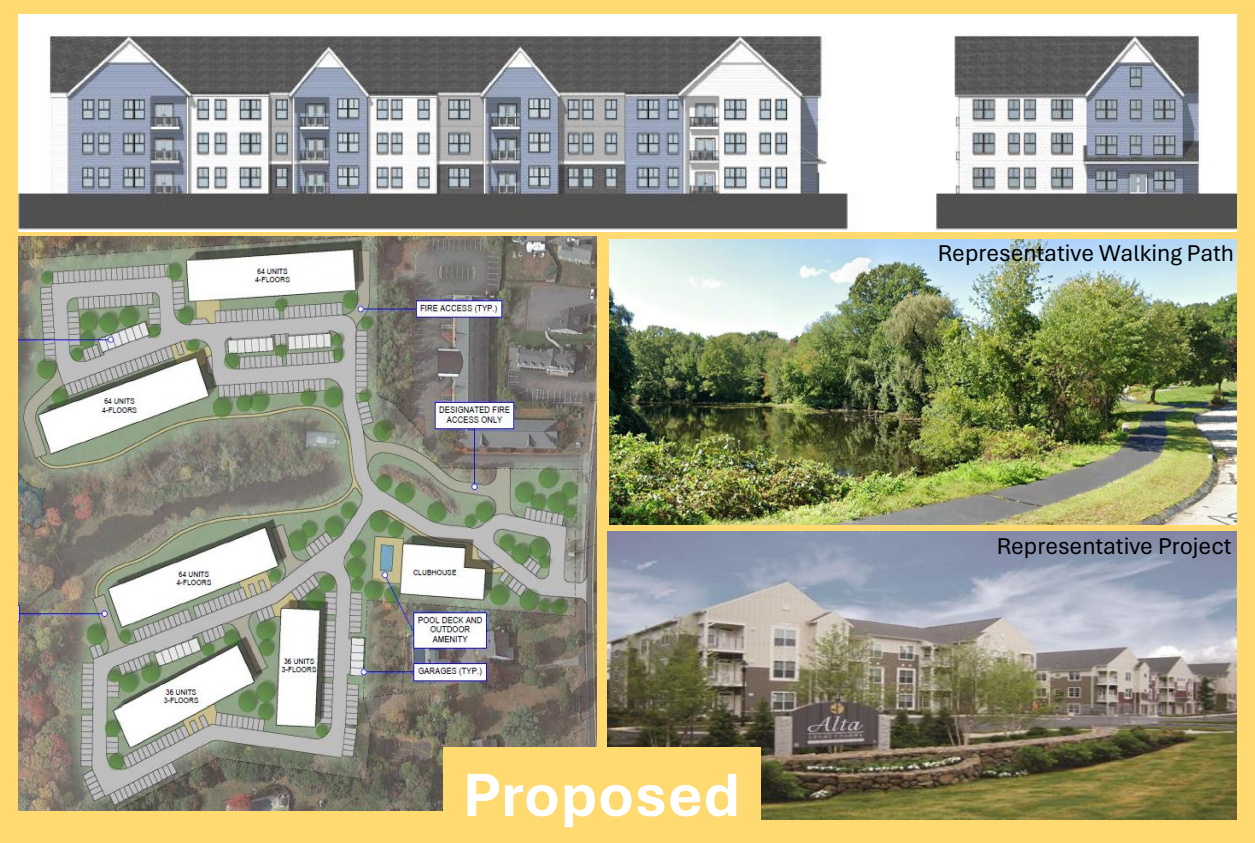 64 UNITS
4-FLOORS
FIRE ACCESS (TYP.)
64 UNITS
4-FLOORS
DESIGNATED FIRE
ACCESS ONLY
64 UNITS
4-FLOORS
CLUBHOUSE
POOL DECK AND
OUTDOOR
AMENITY
36 UNITS
3-FLOORS
GARAGES (TYP.)
36 UNITS
3-FLOORS
Representative Walking Path
Representative Project
Alta
Proposed